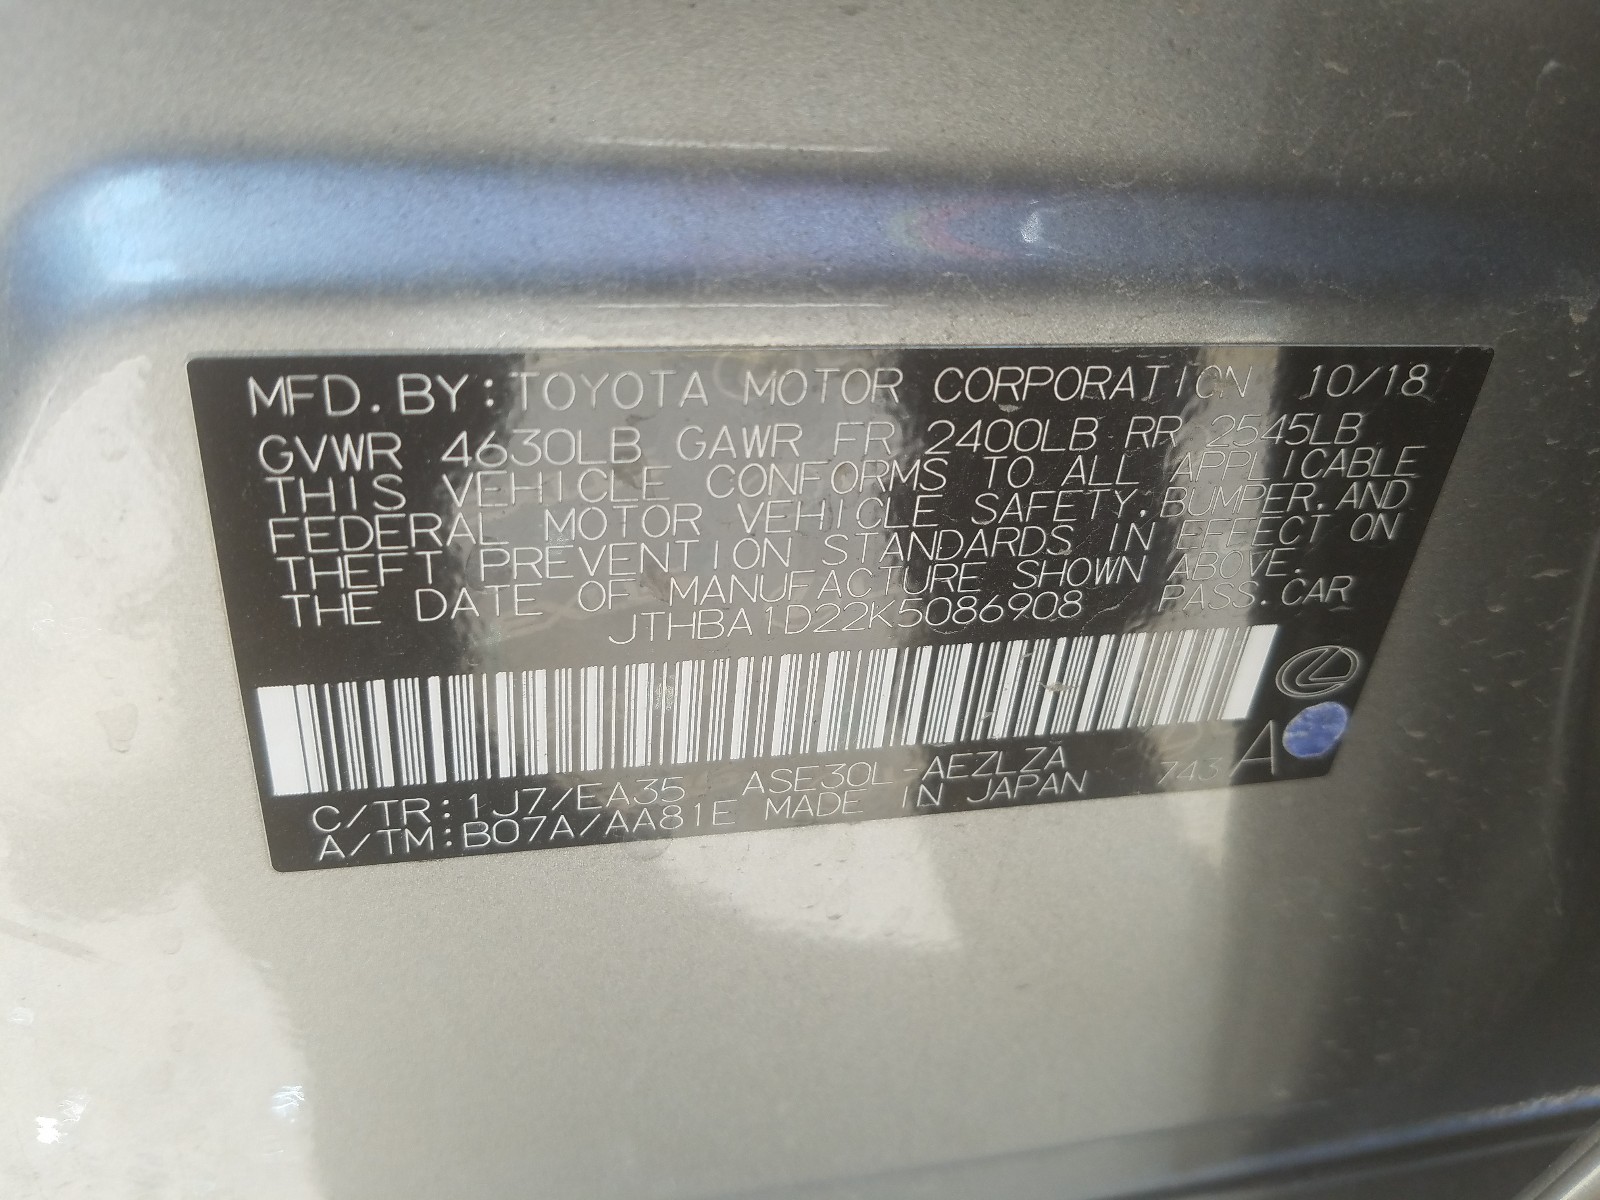 MFD. BY: TOYOTA MOTOR CORPORATION 10/18
GVWR 4630LB GAWR FR 2400LB RR 2545LB
THIS VEHICLE CONFORMS TO ALL APPLICABLE
FEDERAL MOTOR VEHICLE SAFETY, BUMPER, AND
THEFT PREVENTION STANDARDS IN EFFECT ON
THE DATE OF MANUFACTURE SHOWN ABOVE.
JTHBA1D22K5086908 PASS. CAR
C/TR: 1J7/EA35 ASE30L-AEZLZA 743 A
A/TM: B07A/AA81E MADE IN JAPAN